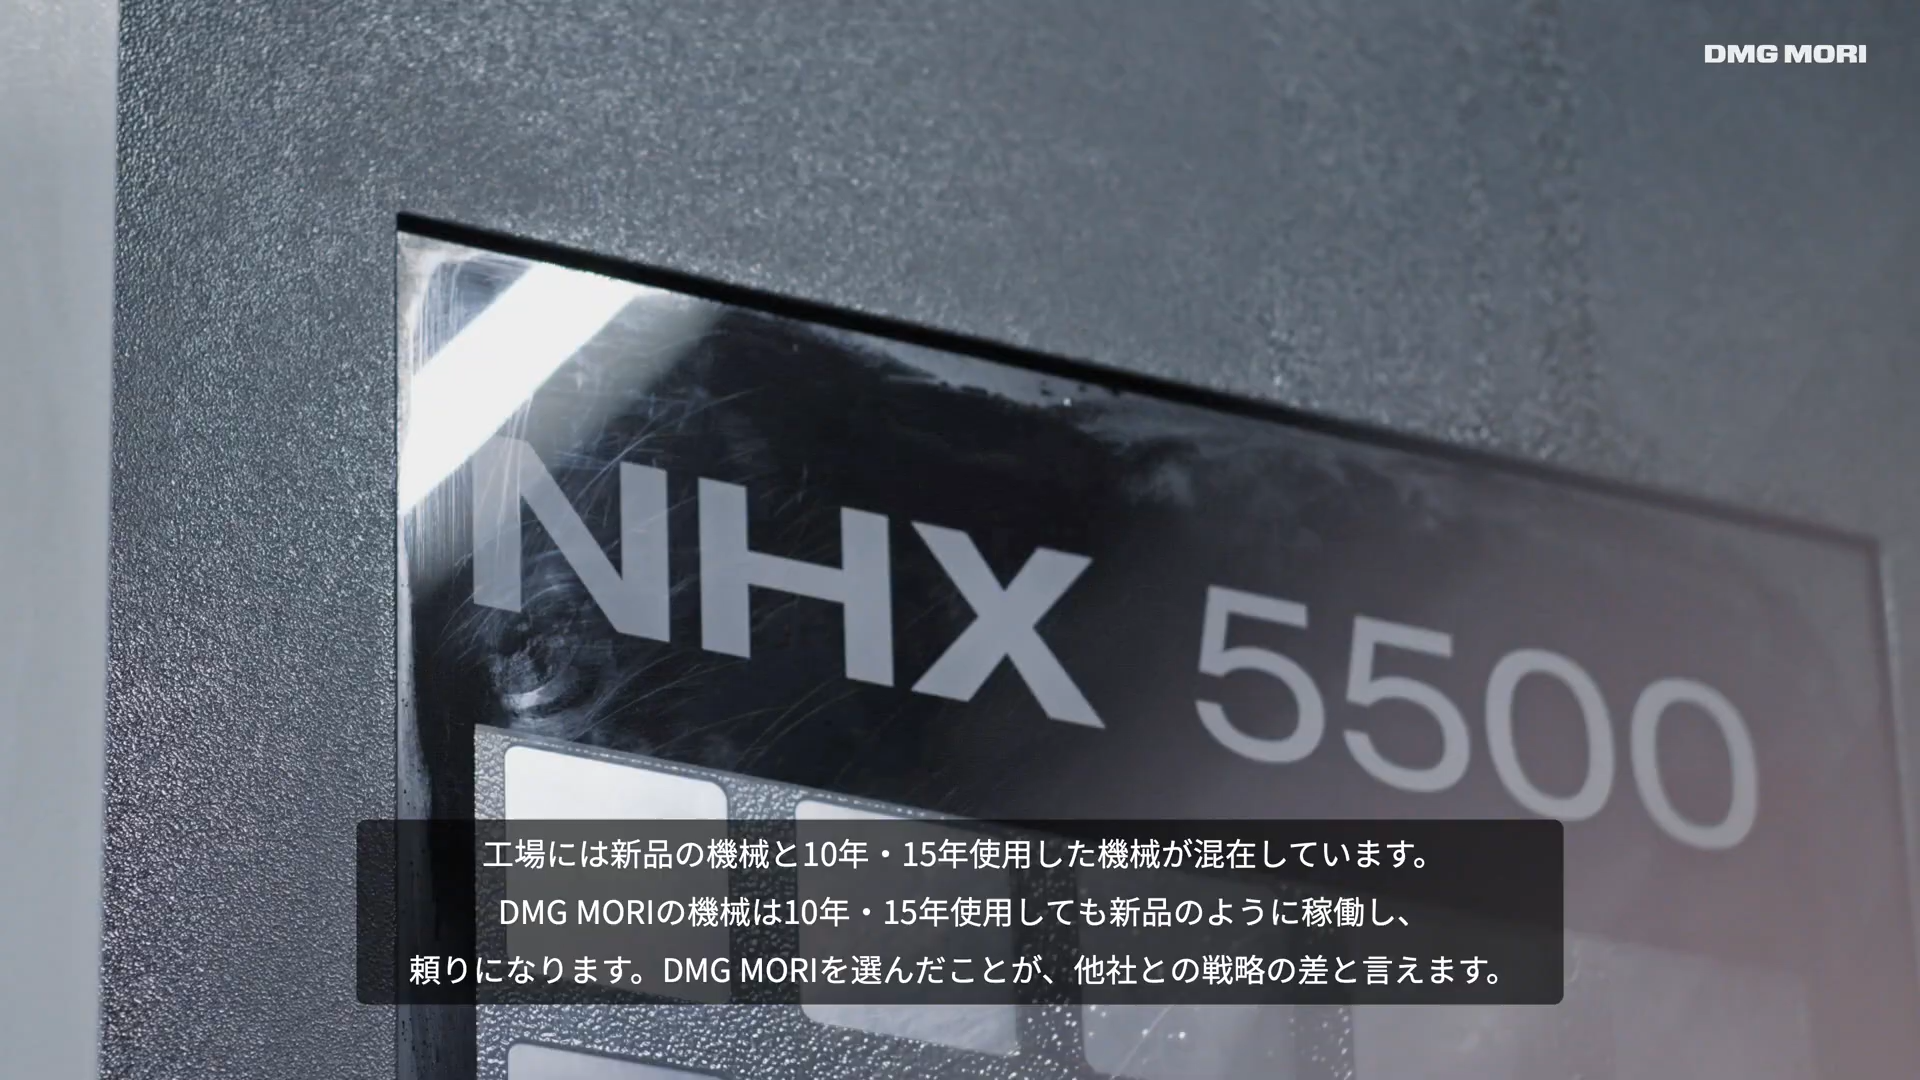 DMG MORI
NHX 5500
工場には新品の機械と10年・15年使用した機械が混在しています。
DMG MORIの機械は10年・15年使用しても新品のように稼働し、
頼りになります。DMG MORIを選んだことが、他社との戦略の差と言えます。